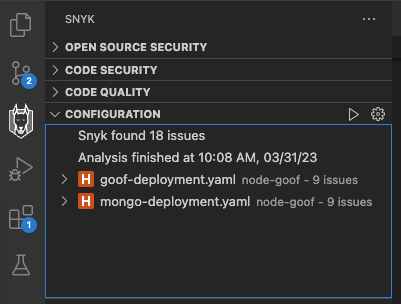 SNYK
OPEN SOURCE SECURITY
CODE SECURITY
CODE QUALITY
CONFIGURATION
Snyk found 18 issues
Analysis finished at 10:08 AM, 03/31/23
H goof-deployment.yaml node-goof - 9 issues
H mongo-deployment.yaml node-goof - 9 issues
2
1